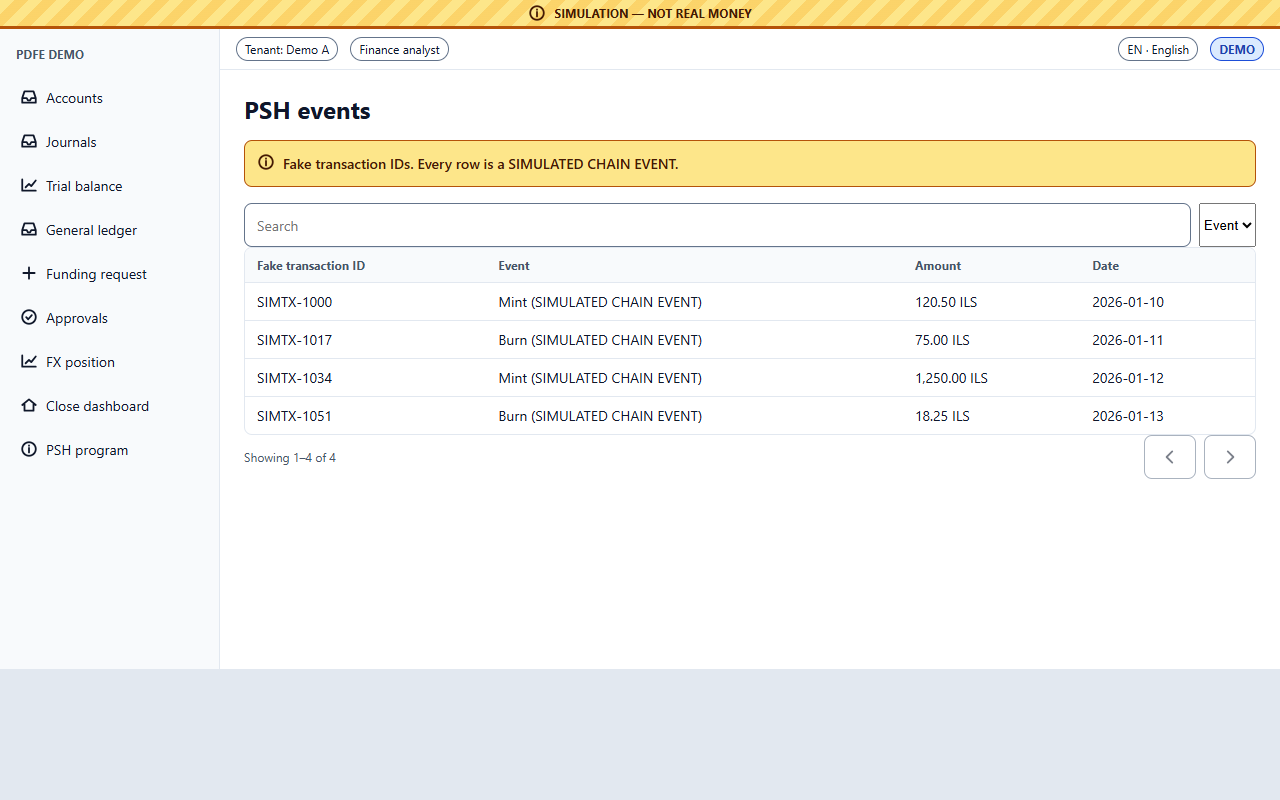 SIMULATION — NOT REAL MONEY
PDFE DEMO
Tenant: Demo A
Finance analyst
EN · English
DEMO
Accounts
Journals
Trial balance
General ledger
Funding request
Approvals
FX position
Close dashboard
PSH program
PSH events
Fake transaction IDs. Every row is a SIMULATED CHAIN EVENT.
Search
Event
Fake transaction ID Event Amount Date
SIMTX-1000 Mint (SIMULATED CHAIN EVENT) 120.50 ILS 2026-01-10
SIMTX-1017 Burn (SIMULATED CHAIN EVENT) 75.00 ILS 2026-01-11
SIMTX-1034 Mint (SIMULATED CHAIN EVENT) 1,250.00 ILS 2026-01-12
SIMTX-1051 Burn (SIMULATED CHAIN EVENT) 18.25 ILS 2026-01-13
Showing 1–4 of 4